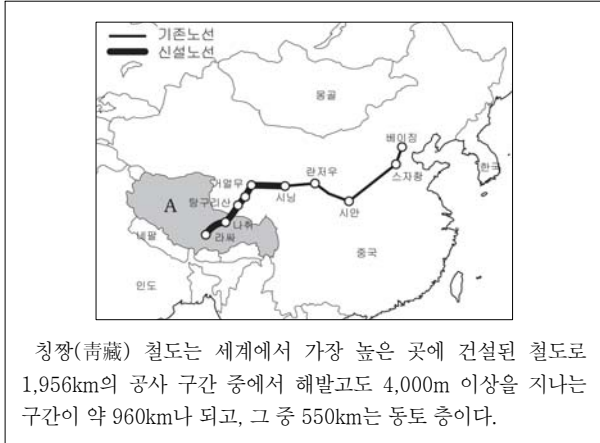 기존노선
신설노선
몽골
베이징
한국
스자황
란저우
거얼무
시닝
탕구리산
시안
A
나취
네팔
라싸
중국
인도
칭짱(靑藏) 철도는 세계에서 가장 높은 곳에 건설된 철도로
1,956km의 공사 구간 중에서 해발고도 4,000m 이상을 지나는
구간이 약 960km나 되고, 그 중 550km는 동토 층이다.